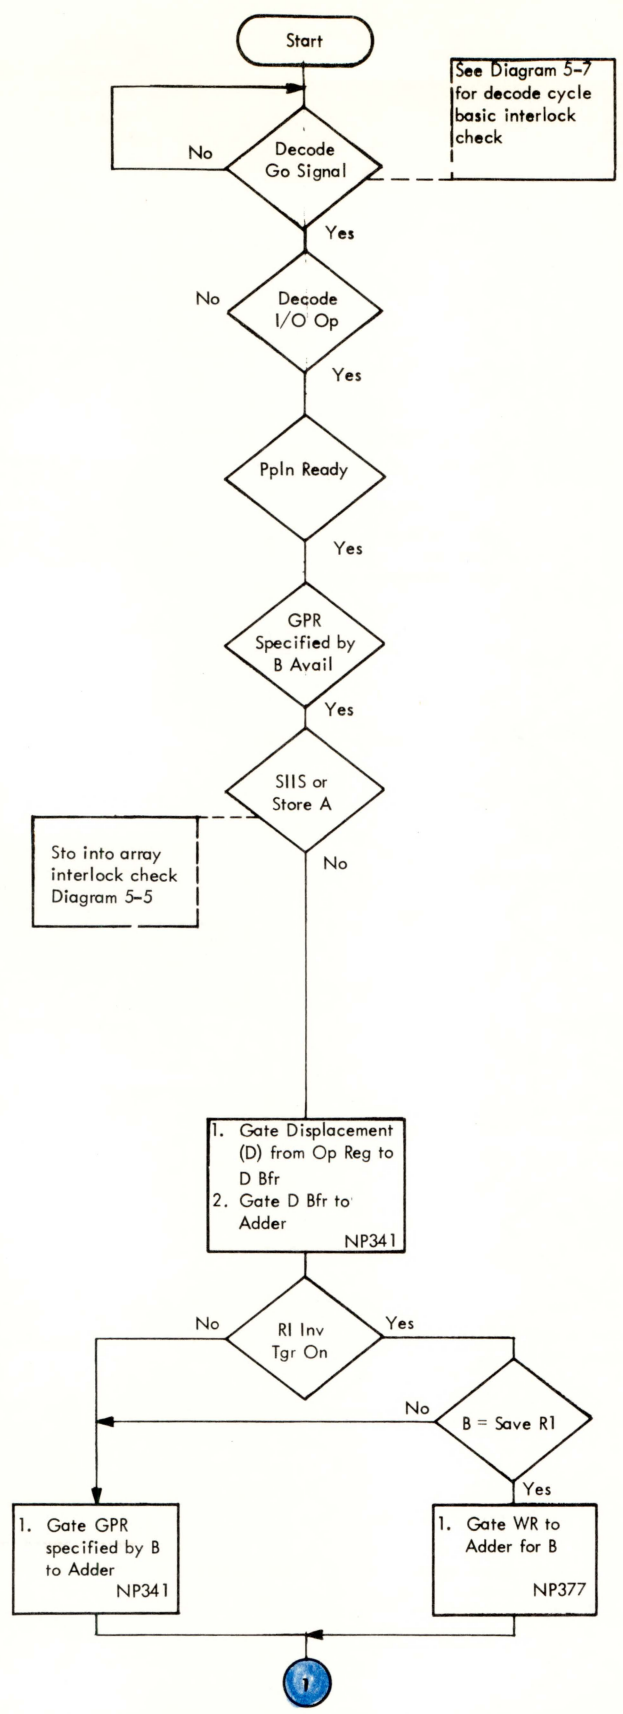 Start
See Diagram 5-7
for decode cycle
basic interlock
check
Decode
Go Signal
No
Yes
Decode
I/O Op
No
Yes
Ppln Ready
Yes
GPR
Specified by
B Avail
Yes
SIIS or
Store A
Sto into array
interlock check
Diagram 5-5
No
1. Gate Displacement
(D) from Op Reg to
D Bfr
2. Gate D Bfr to
Adder
NP341
No
RI Inv
Tgr On
Yes
No
B = Save R1
Yes
1. Gate GPR
specified by B
to Adder
NP341
1. Gate WR to
Adder for B
NP377
1